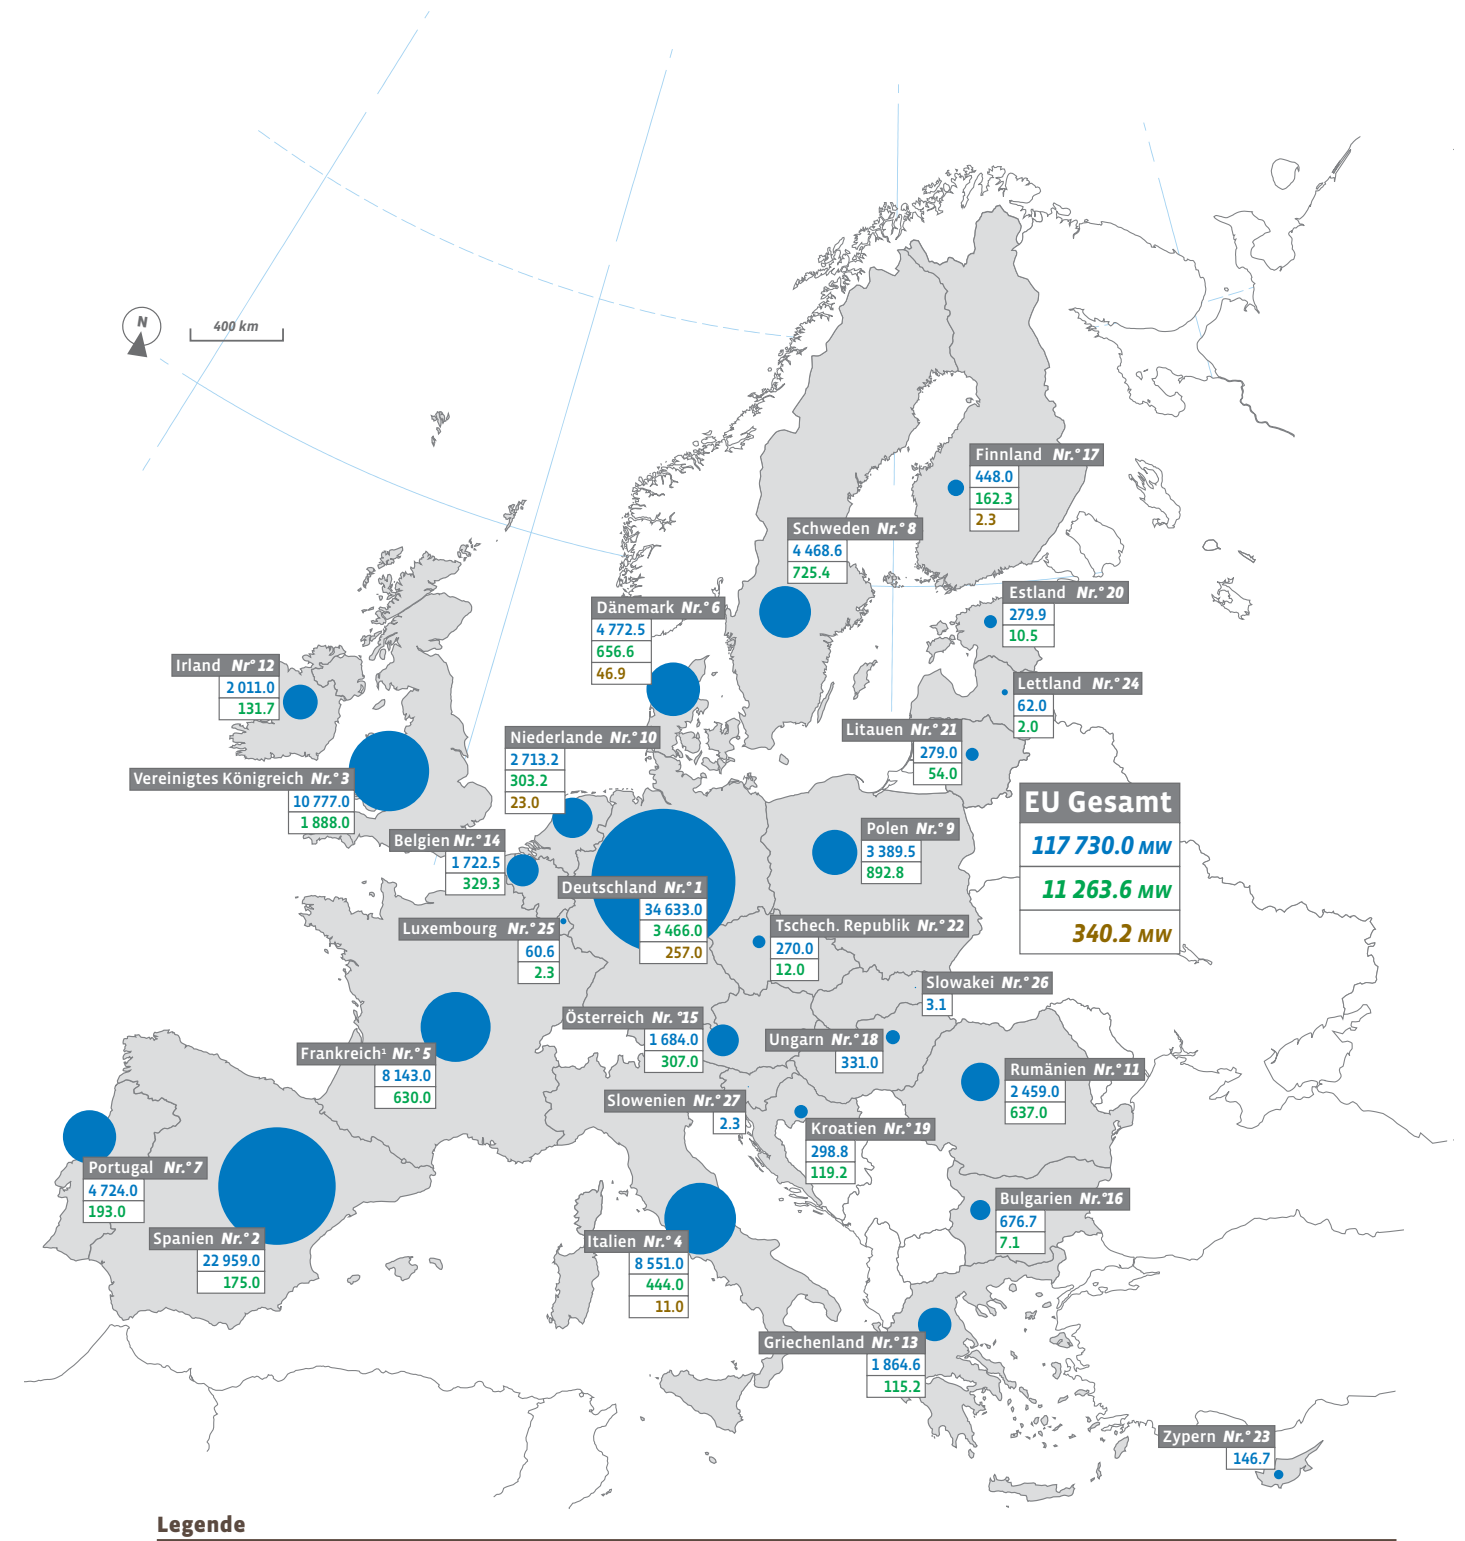 N
400 km
Finnland Nr.° 17
448.0
162.3
2.3
Schweden Nr.° 8
4 468.6
725.4
Estland Nr.° 20
279.9
10.5
Dänemark Nr.° 6
4 772.5
656.6
46.9
Irland Nr° 12
2 011.0
131.7
Lettland Nr.° 24
62.0
2.0
Litauen Nr.° 21
279.0
54.0
Niederlande Nr.° 10
2 713.2
303.2
23.0
Vereinigtes Königreich Nr.° 3
10 777.0
1 888.0
EU Gesamt
117 730.0 MW
11 263.6 MW
340.2 MW
Polen Nr.° 9
3 389.5
892.8
Belgien Nr.° 14
1 722.5
329.3
Deutschland Nr.° 1
34 633.0
3 466.0
257.0
Luxembourg Nr.° 25
60.6
2.3
Tschech. Republik Nr.° 22
270.0
12.0
Slowakei Nr.° 26
3.1
Österreich Nr. °15
1 684.0
307.0
Ungarn Nr.° 18
331.0
Frankreich¹ Nr.° 5
8 143.0
630.0
Rumänien Nr.° 11
2 459.0
637.0
Slowenien Nr.° 27
2.3
Kroatien Nr.° 19
298.8
119.2
Portugal Nr.° 7
4 724.0
193.0
Bulgarien Nr.°16
676.7
7.1
Spanien Nr.° 2
22 959.0
175.0
Italien Nr.° 4
8 551.0
444.0
11.0
Griechenland Nr.° 13
1 864.6
115.2
Zypern Nr.° 23
146.7
Legende